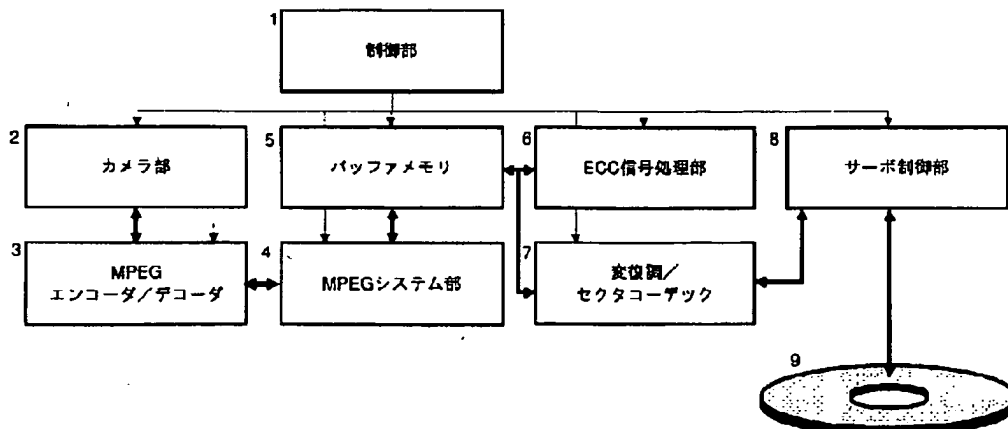 1
制御部
2
カメラ部
5
バッファメモリ
6
ECC信号処理部
8
サーボ制御部
3
MPEG
エンコーダ/デコーダ
4
MPEGシステム部
7
変復調/
セクタコーデック
9